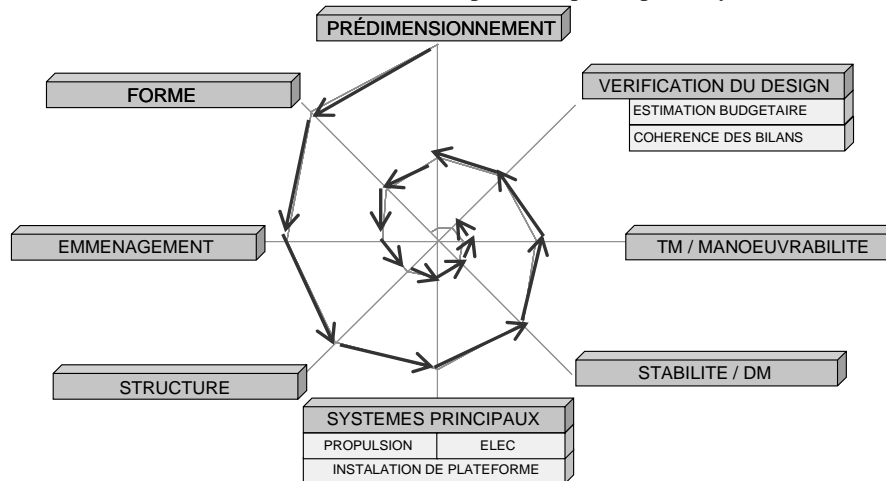 PRÉDIMENSIONNEMENT
FORME
VERIFICATION DU DESIGN
ESTIMATION BUDGETAIRE
COHERENCE DES BILANS
EMMENAGEMENT
TM / MANOEUVRABILITE
STRUCTURE
STABILITE / DM
SYSTEMES PRINCIPAUX
PROPULSION
ELEC
INSTALATION DE PLATEFORME